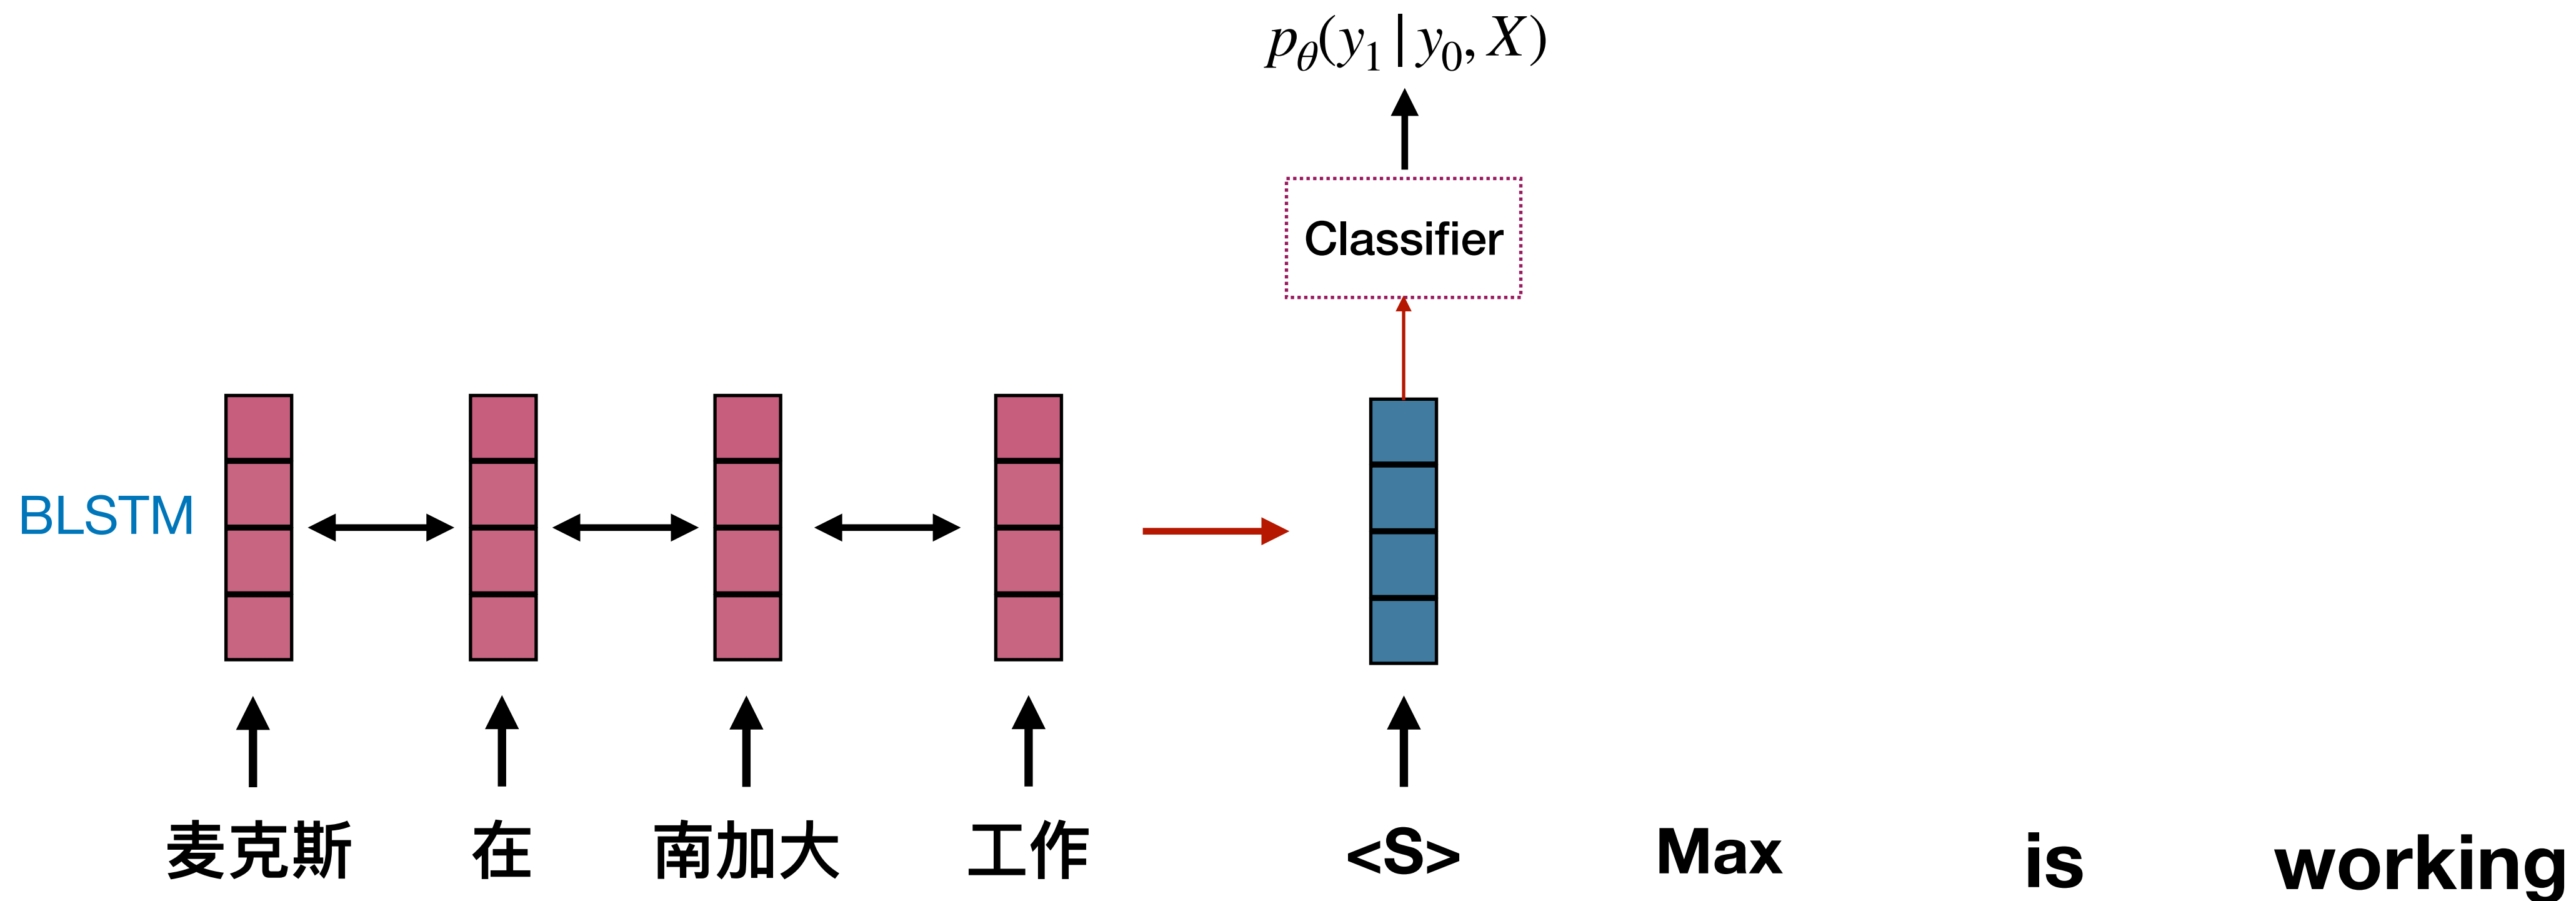 pθ(y1 | y0, X)
Classifier
BLSTM
麦克斯 在 南加大 工作 <S> Max is working